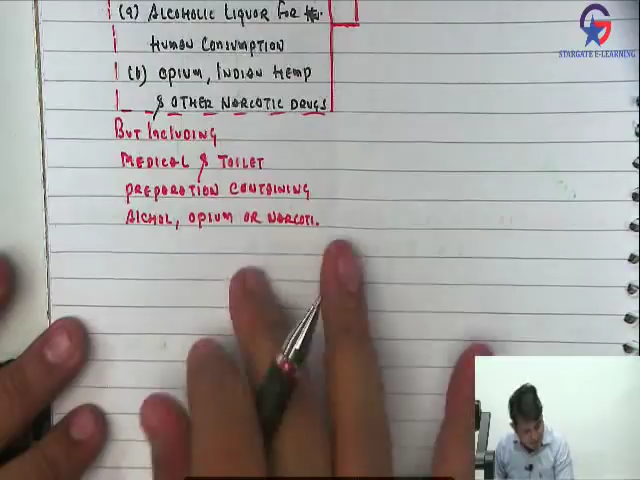 (a) ALCOHOLIC LIQUOR FOR
HUMAN CONSUMPTION
(b) OPIUM, INDIAN HEMP
& OTHER NARCOTIC DRUGS
BUT INCLUDING
MEDICAL & TOILET
PREPARATION CONTAINING
ALCHOL, OPIUM OR NARCOTI.
STARGATE E-LEARNING